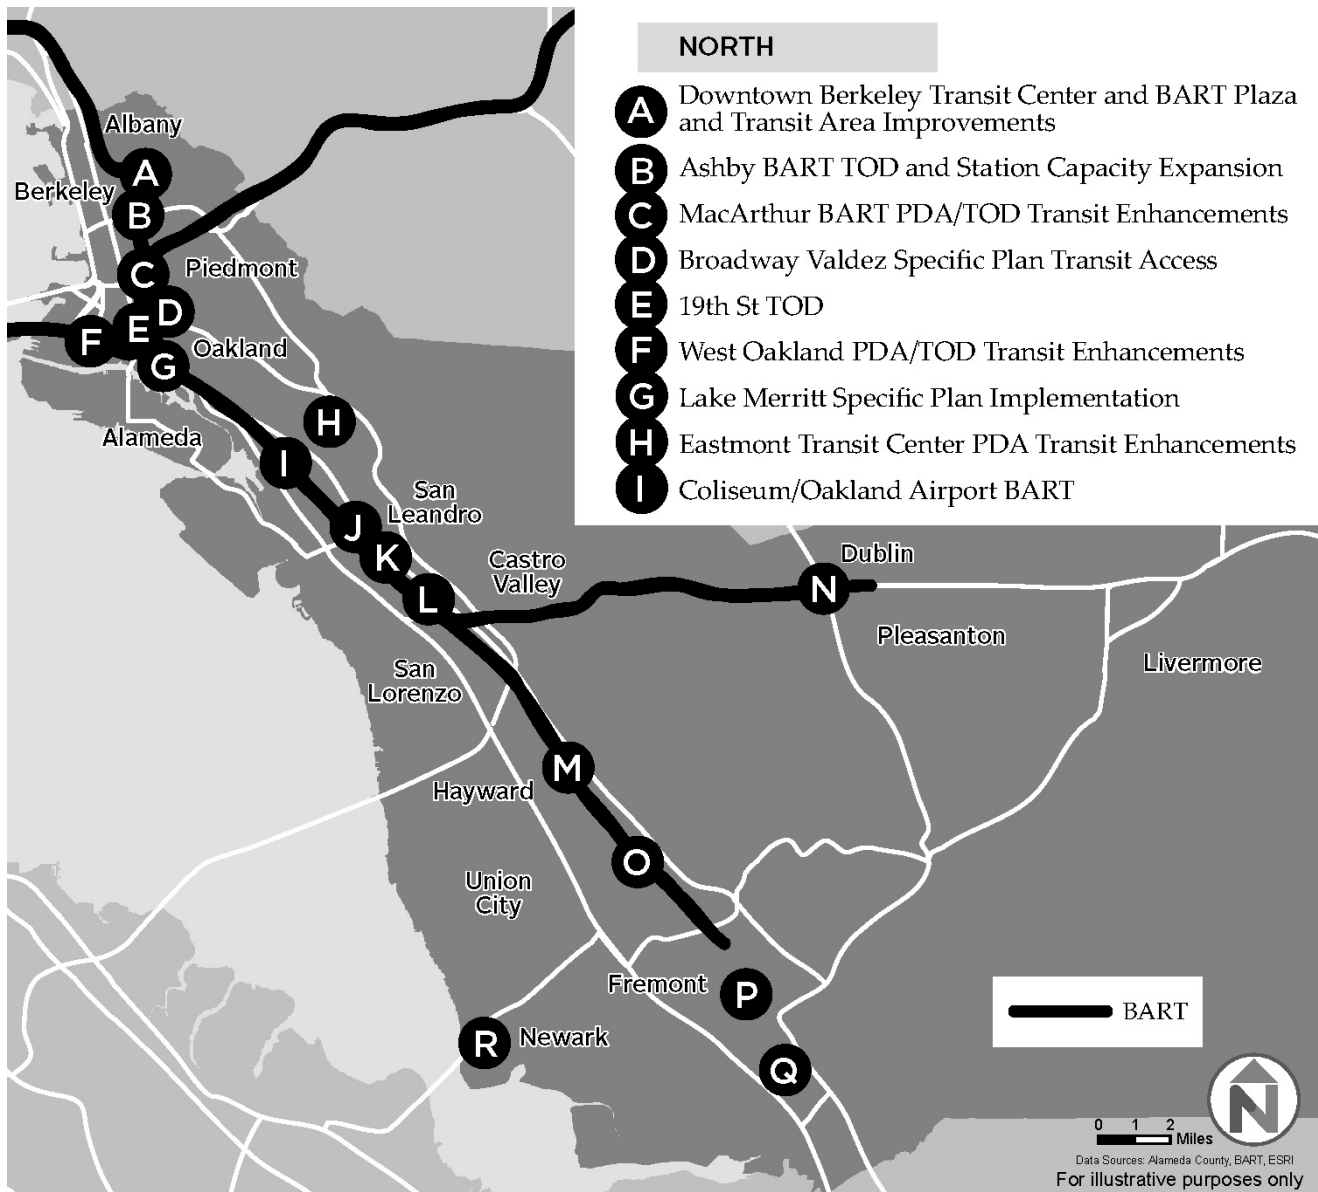 NORTH
A Downtown Berkeley Transit Center and BART Plaza
and Transit Area Improvements
B Ashby BART TOD and Station Capacity Expansion
C MacArthur BART PDA/TOD Transit Enhancements
D Broadway Valdez Specific Plan Transit Access
E 19th St TOD
F West Oakland PDA/TOD Transit Enhancements
G Lake Merritt Specific Plan Implementation
H Eastmont Transit Center PDA Transit Enhancements
I Coliseum/Oakland Airport BART
Albany
A
Berkeley
B
C
Piedmont
D
E
F
Oakland
G
H
Alameda
I
San
Leandro
J
K
Castro
Valley
L
Dublin
N
Pleasanton
Livermore
San
Lorenzo
M
Hayward
O
Union
City
Fremont
P
R
Newark
Q
BART
N
0 1 2
Miles
Data Sources: Alameda County, BART, ESRI
For illustrative purposes only